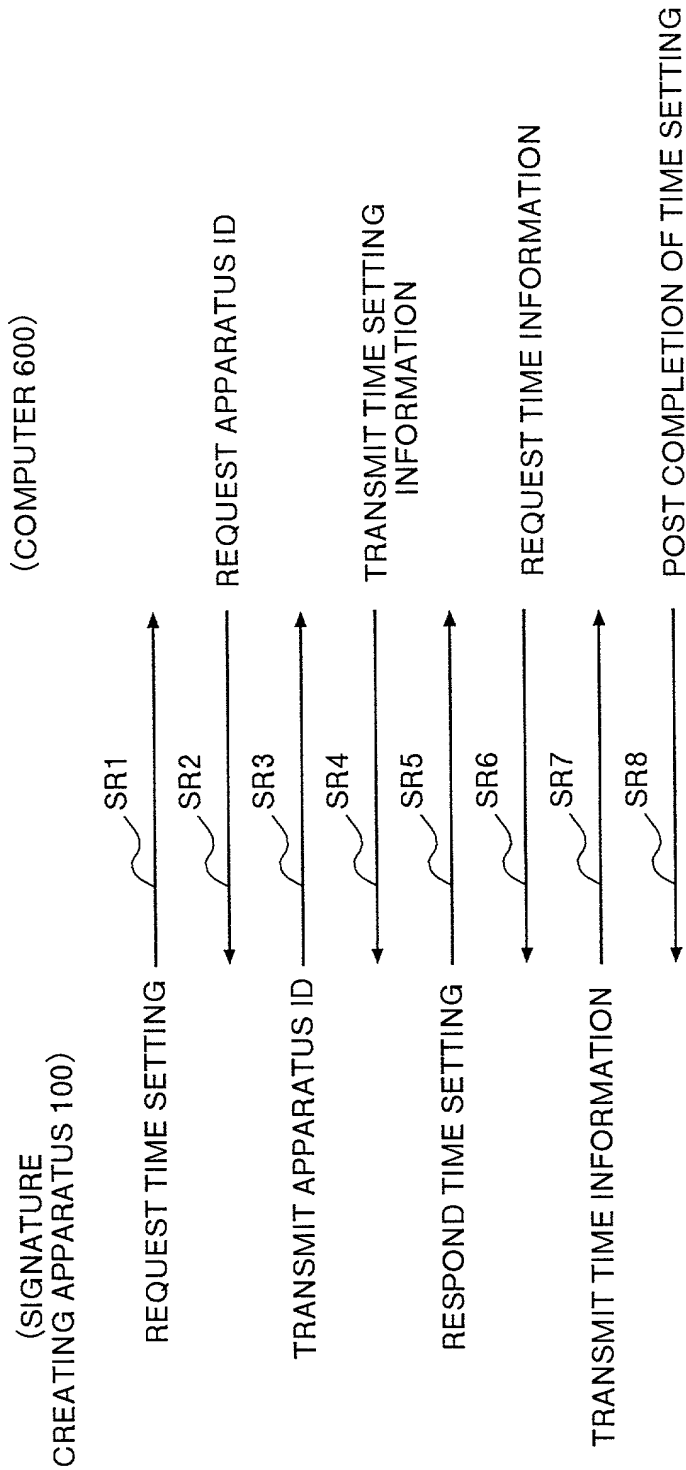 (SIGNATURE
CREATING APPARATUS 100)
(COMPUTER 600)
REQUEST TIME SETTING
SR1
SR2
REQUEST APPARATUS ID
TRANSMIT APPARATUS ID
SR3
SR4
TRANSMIT TIME SETTING
INFORMATION
RESPOND TIME SETTING
SR5
SR6
REQUEST TIME INFORMATION
TRANSMIT TIME INFORMATION
SR7
SR8
POST COMPLETION OF TIME SETTING